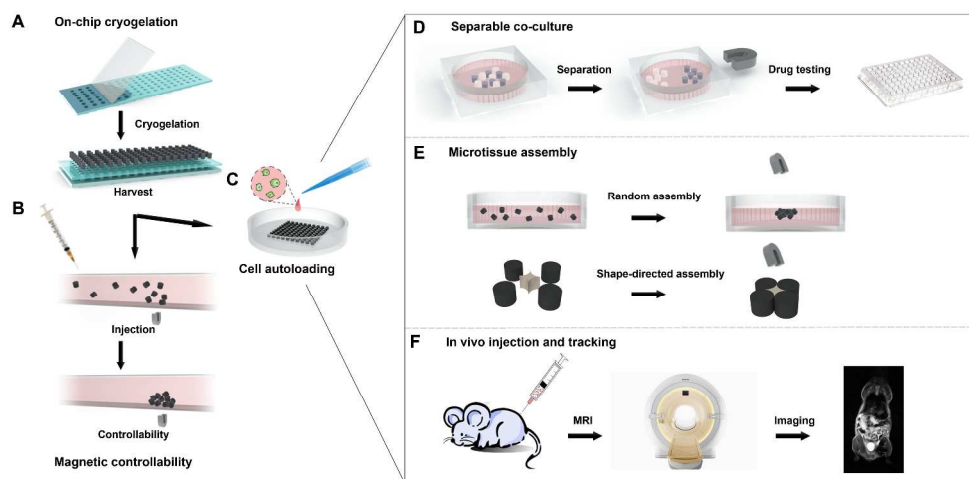 A
On-chip cryogelation
Cryogelation
Harvest
B
Injection
Controllability
Magnetic controllability
C
Cell autoloading
D
Separable co-culture
Separation
Drug testing
E
Microtissue assembly
Random assembly
Shape-directed assembly
F
In vivo injection and tracking
MRI
Imaging